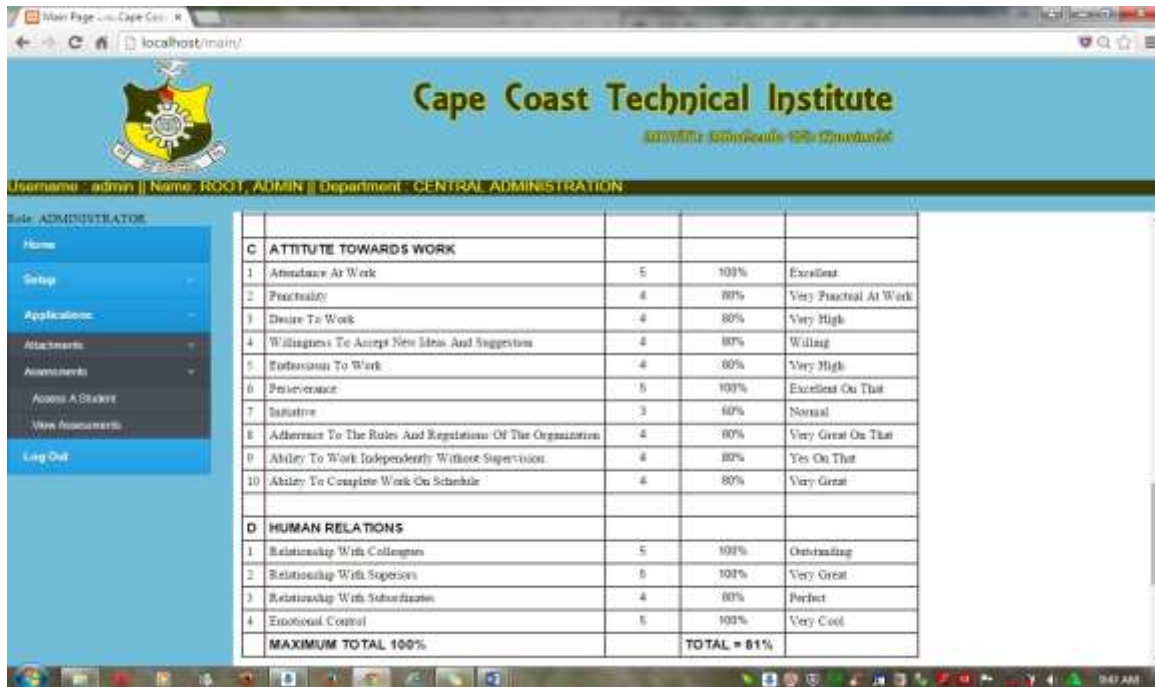 Main Page Cape Coast
localhost/main/
Cape Coast Technical Institute
Username : admin || Name: ROOT, ADMIN || Department : CENTRAL ADMINISTRATION
Role: ADMINISTRATOR
Home
Setup
Applications
Attachments
Assessments
Assess A Student
View Assessments
Log Out
C ATTITUTE TOWARDS WORK
1 Attendance At Work 5 100% Excellent
2 Punctuality 4 80% Very Punctual At Work
3 Desire To Work 4 80% Very High
4 Willingness To Accept New Ideas And Suggestion 4 80% Willing
5 Enthusiasm To Work 4 80% Very High
6 Perseverance 5 100% Excellent On That
7 Initiative 3 60% Normal
8 Adherence To The Rules And Regulations Of The Organization 4 80% Very Great On That
9 Ability To Work Independently Without Supervision 4 80% Yes On That
10 Ability To Complete Work On Schedule 4 80% Very Great
D HUMAN RELATIONS
1 Relationship With Colleagues 5 100% Outstanding
2 Relationship With Superiors 5 100% Very Great
3 Relationship With Subordinates 4 80% Perfect
4 Emotional Control 5 100% Very Cool
MAXIMUM TOTAL 100% TOTAL = 81%
9:47 AM